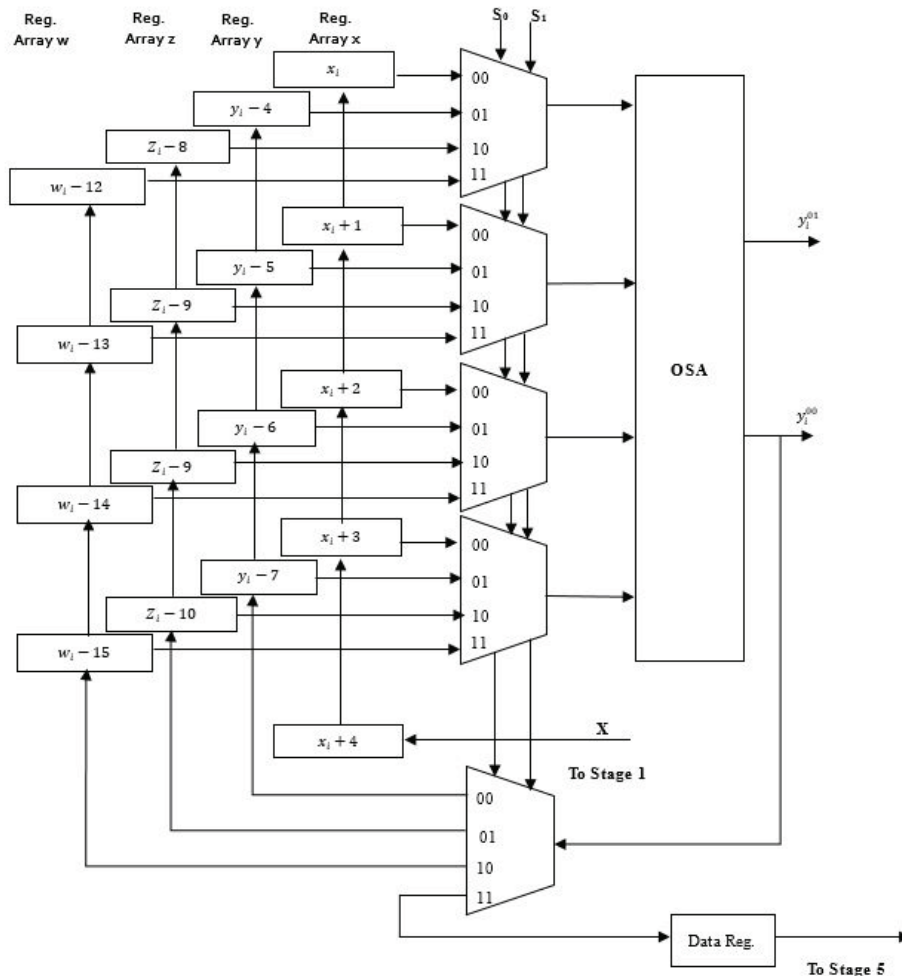 Reg. Array w
Reg. Array z
Reg. Array y
Reg. Array x
S₀ S₁
xᵢ
00
yᵢ − 4
01
Zᵢ − 8
10
wᵢ − 12
11
xᵢ + 1
00
yᵢ − 5
01
Zᵢ − 9
10
wᵢ − 13
11
yᵢ⁰¹
OSA
xᵢ + 2
00
yᵢ − 6
01
Zᵢ − 9
10
wᵢ − 14
11
yᵢ⁰⁰
xᵢ + 3
00
yᵢ − 7
01
Zᵢ − 10
10
wᵢ − 15
11
xᵢ + 4
X
To Stage 1
00
01
10
11
Data Reg.
To Stage 5